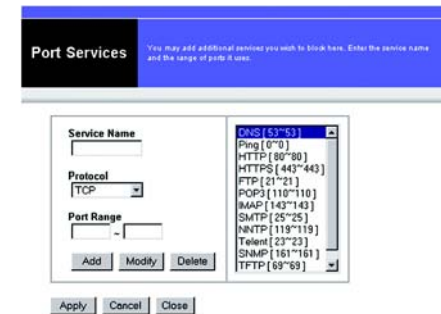 Port Services
You may add additional services you wish to block here. Enter the service name
and the range of ports it uses.
Service Name
Protocol
TCP
Port Range
~
Add Modify Delete
DNS [ 53~53 ]
Ping [ 0~0 ]
HTTP [ 80~80 ]
HTTPS [ 443~443 ]
FTP [ 21~21 ]
POP3 [ 110~110 ]
IMAP [ 143~143 ]
SMTP [ 25~25 ]
NNTP [ 119~119 ]
Telent [ 23~23 ]
SNMP [ 161~161 ]
TFTP [ 69~69 ]
Apply Cancel Close